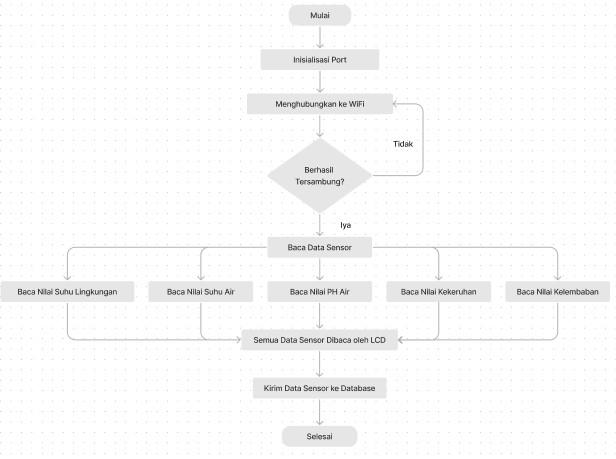 Mulai
Inisialisasi Port
Menghubungkan ke WiFi
Tidak
Berhasil
Tersambung?
Iya
Baca Data Sensor
Baca Nilai Suhu Lingkungan
Baca Nilai Suhu Air
Baca Nilai PH Air
Baca Nilai Kekeruhan
Baca Nilai Kelembaban
Semua Data Sensor Dibaca oleh LCD
Kirim Data Sensor ke Database
Selesai